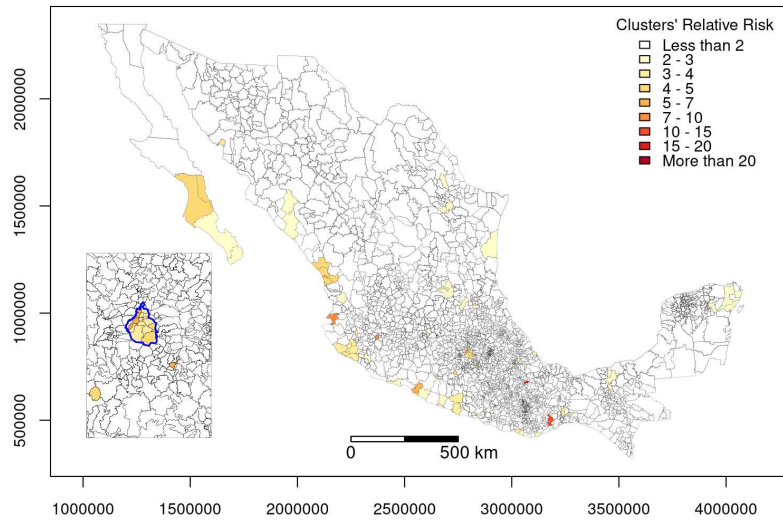 Clusters' Relative Risk
Less than 2
2 - 3
3 - 4
4 - 5
5 - 7
7 - 10
10 - 15
15 - 20
More than 20
2000000
1500000
1000000
500000
0 500 km
1000000 1500000 2000000 2500000 3000000 3500000 4000000